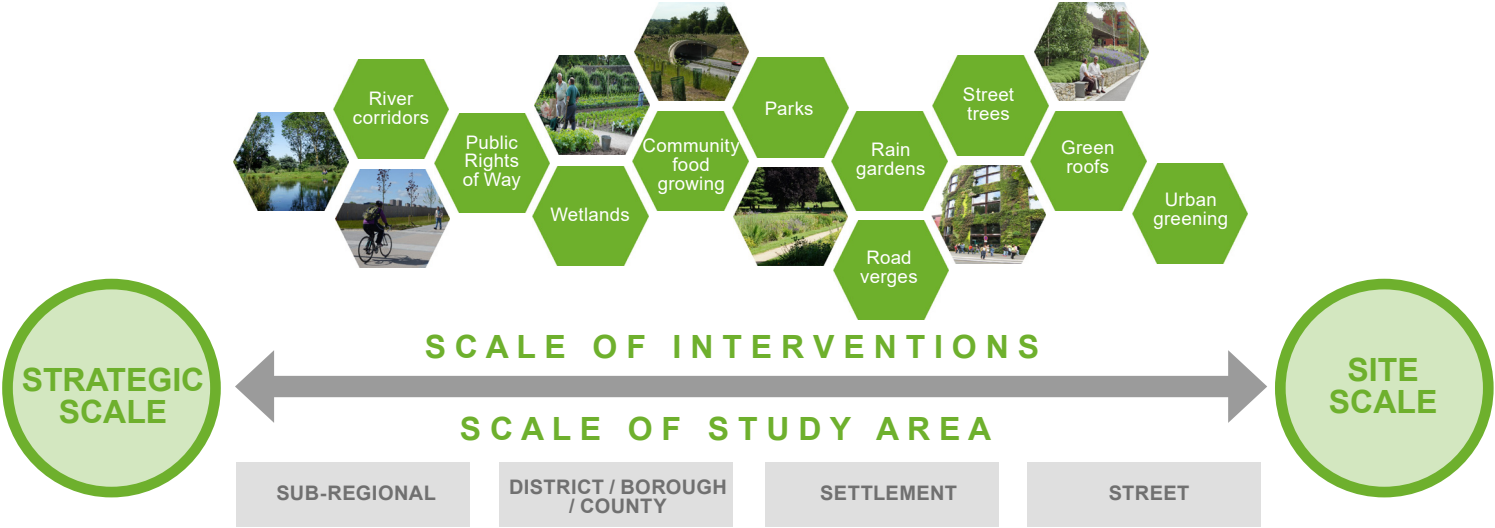 River
corridors
Public
Rights
of Way
Wetlands
Community
food
growing
Parks
Rain
gardens
Road
verges
Street
trees
Green
roofs
Urban
greening
STRATEGIC
SCALE
SCALE OF INTERVENTIONS
SCALE OF STUDY AREA
SITE
SCALE
SUB-REGIONAL
DISTRICT / BOROUGH
/ COUNTY
SETTLEMENT
STREET